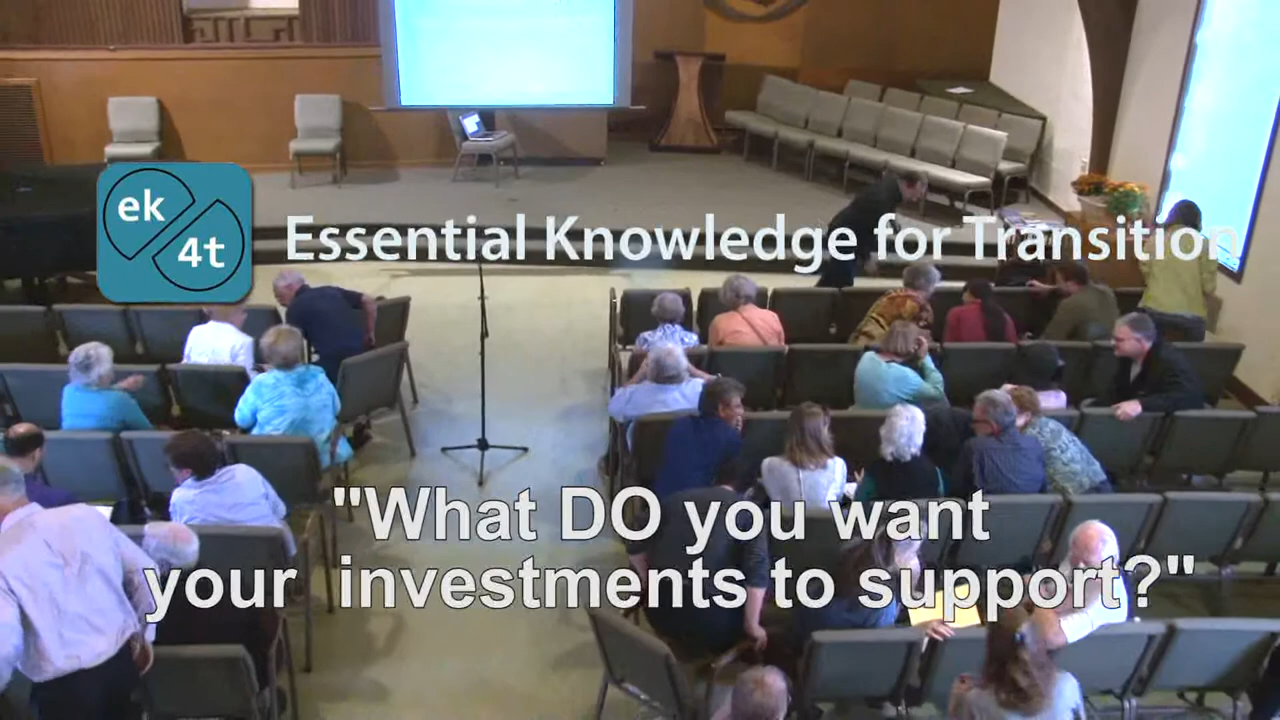 ek
4t
Essential Knowledge for Transition
"What DO you want
your investments to support?"